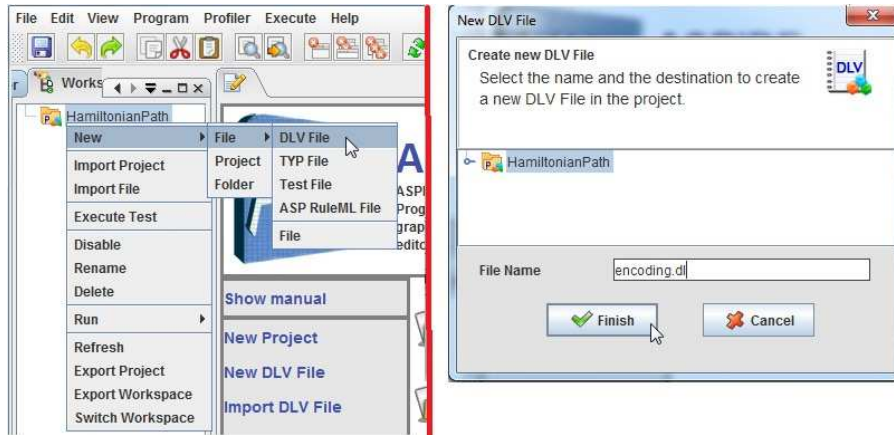 File Edit View Program Profiler Execute Help
Works
HamiltonianPath
New
Import Project
Import File
Execute Test
Disable
Rename
Delete
Run
Refresh
Export Project
Export Workspace
Switch Workspace
File
Project
Folder
DLV File
TYP File
Test File
ASP RuleML File
File
A
ASPI
Prog
grap
edito
Show manual
New Project
New DLV File
Import DLV File
New DLV File
Create new DLV File
Select the name and the destination to create
a new DLV File in the project.
DLV
HamiltonianPath
File Name
encoding.dl
Finish
Cancel